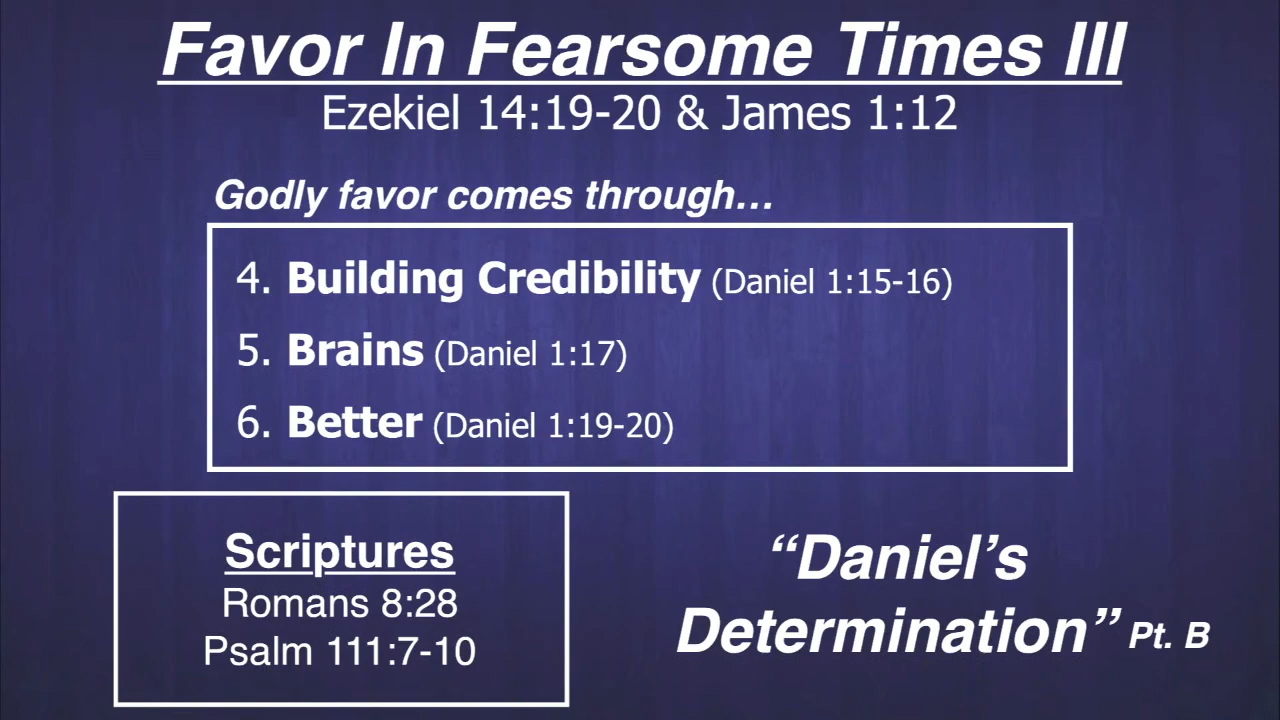 Favor In Fearsome Times III
Ezekiel 14:19-20 & James 1:12
Godly favor comes through...
4. Building Credibility (Daniel 1:15-16)
5. Brains (Daniel 1:17)
6. Better (Daniel 1:19-20)
Scriptures
Romans 8:28
Psalm 111:7-10
“Daniel’s
Determination” Pt. B